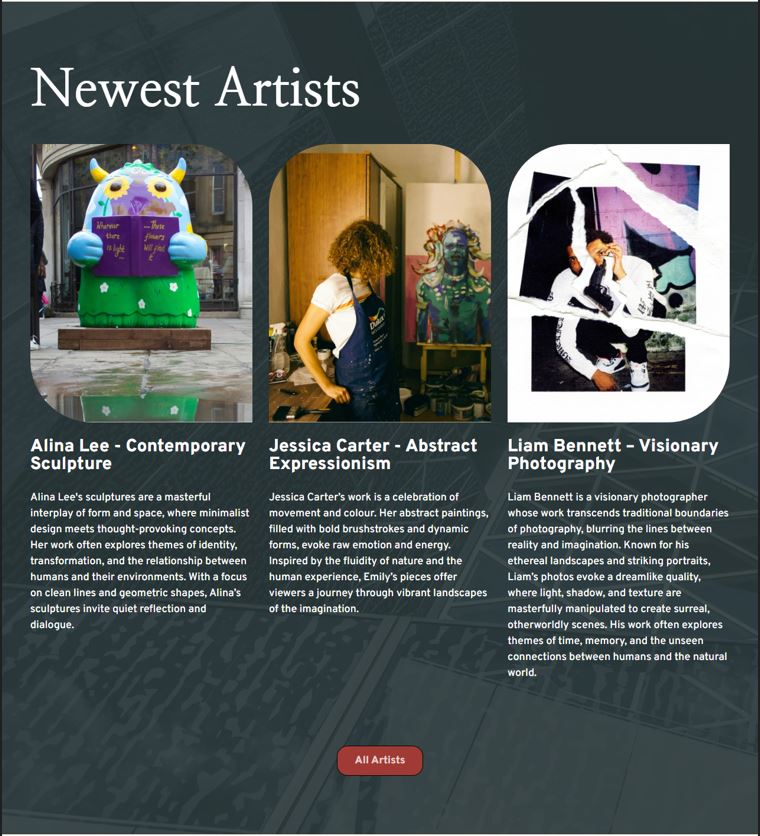 Newest Artists
Wherever
there
is light
...These
flowers
will find
it
Alina Lee - Contemporary
Sculpture
Alina Lee's sculptures are a masterful
interplay of form and space, where minimalist
design meets thought-provoking concepts.
Her work often explores themes of identity,
transformation, and the relationship between
humans and their environments. With a focus
on clean lines and geometric shapes, Alina's
sculptures invite quiet reflection and
dialogue.
Jessica Carter - Abstract
Expressionism
Jessica Carter's work is a celebration of
movement and colour. Her abstract paintings,
filled with bold brushstrokes and dynamic
forms, evoke raw emotion and energy.
Inspired by the fluidity of nature and the
human experience, Emily's pieces offer
viewers a journey through vibrant landscapes
of the imagination.
Liam Bennett – Visionary
Photography
Liam Bennett is a visionary photographer
whose work transcends traditional boundaries
of photography, blurring the lines between
reality and imagination. Known for his
ethereal landscapes and striking portraits,
Liam's photos evoke a dreamlike quality,
where light, shadow, and texture are
masterfully manipulated to create surreal,
otherworldly scenes. His work often explores
themes of time, memory, and the unseen
connections between humans and the natural
world.
All Artists